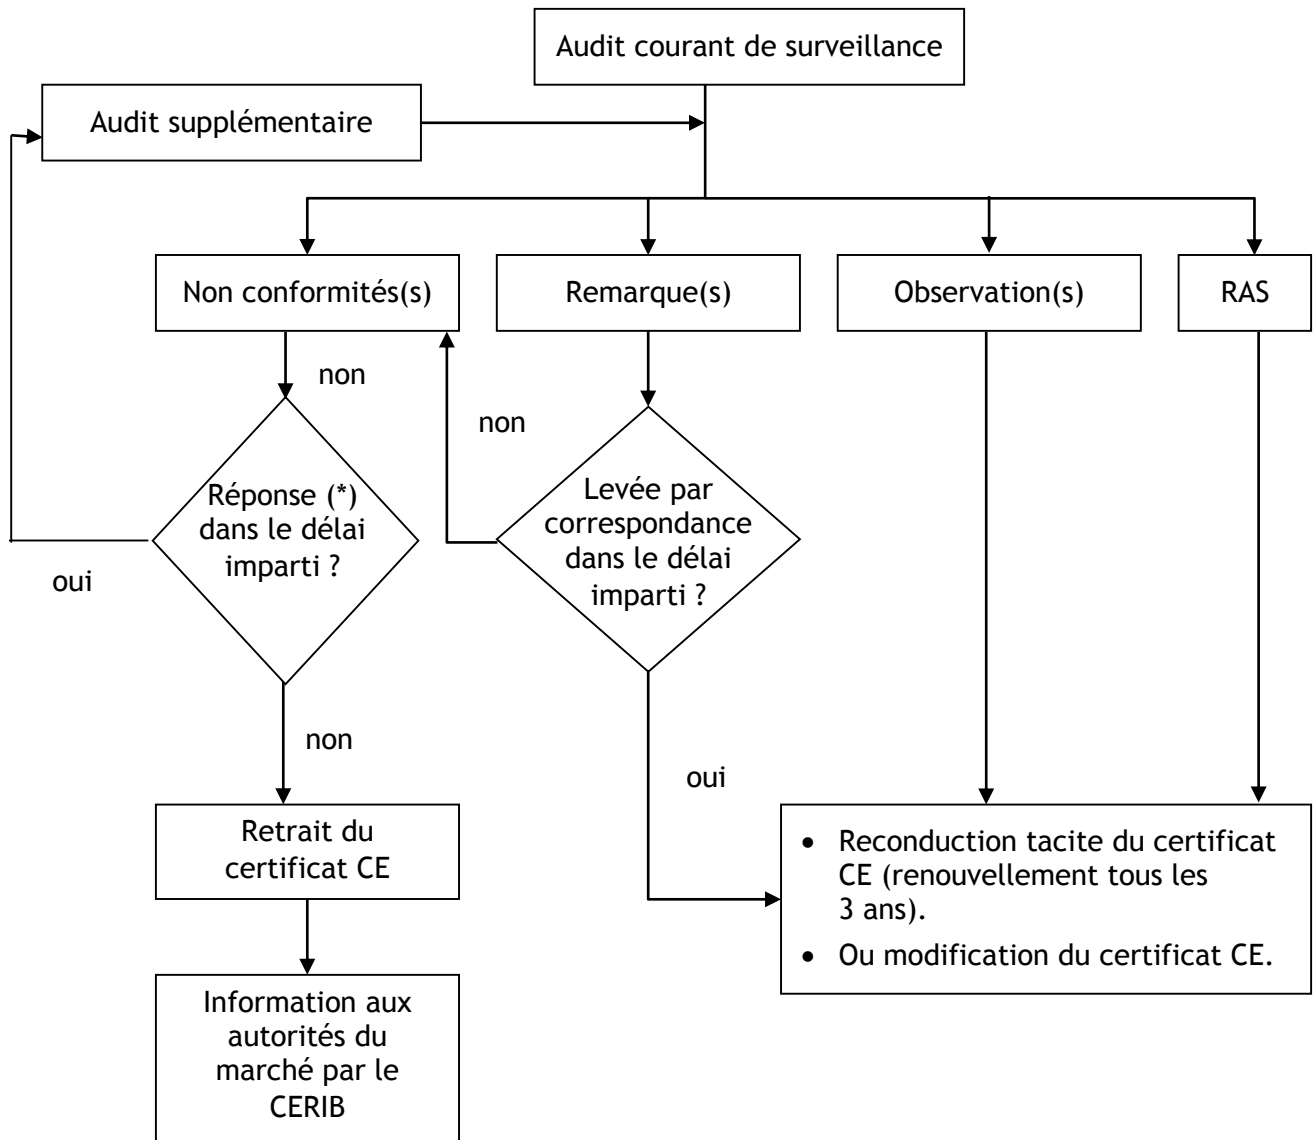 Audit courant de surveillance
Audit supplémentaire
Non conformités(s)
Remarque(s)
Observation(s)
RAS
non
non
Réponse (*)
dans le délai
imparti ?
Levée par
correspondance
dans le délai
imparti ?
oui
non
oui
Retrait du
certificat CE
• Reconduction tacite du certificat
CE (renouvellement tous les
3 ans).
• Ou modification du certificat CE.
Information aux
autorités du
marché par le
CERIB